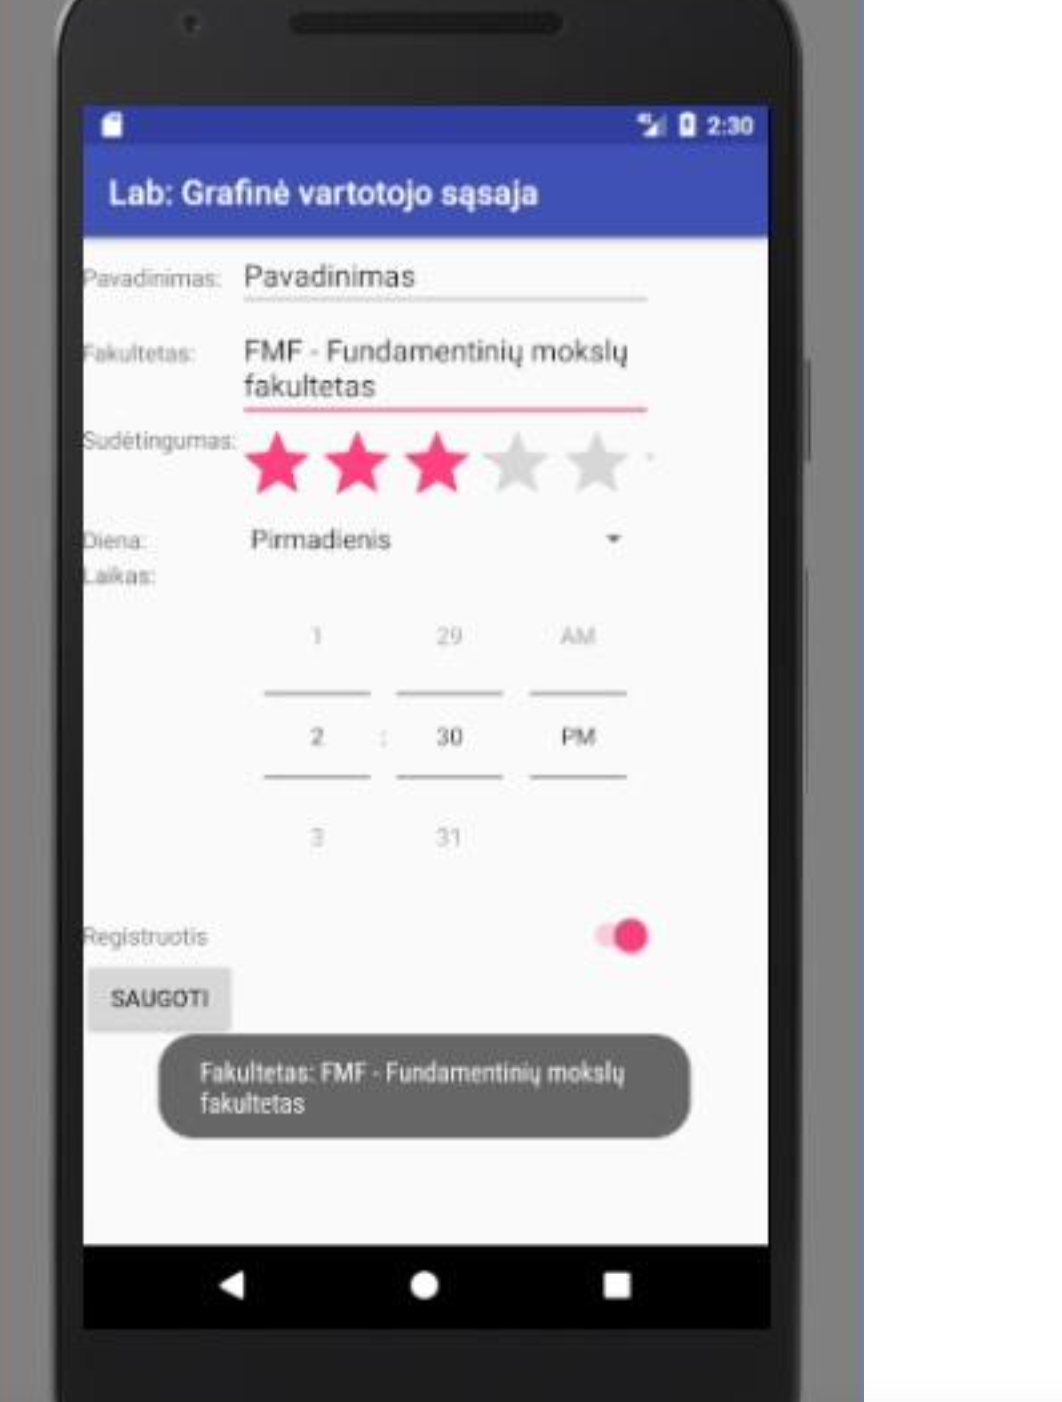 2:30
Lab: Grafinė vartotojo sąsaja
Pavadinimas: Pavadinimas
Fakultetas: FMF - Fundamentinių mokslų
fakultetas
Sudėtingumas:
Diena: Pirmadienis
Laikas:
1 29 AM
2 : 30 PM
3 31
Registruotis
SAUGOTI
Fakultetas: FMF - Fundamentinių mokslų
fakultetas